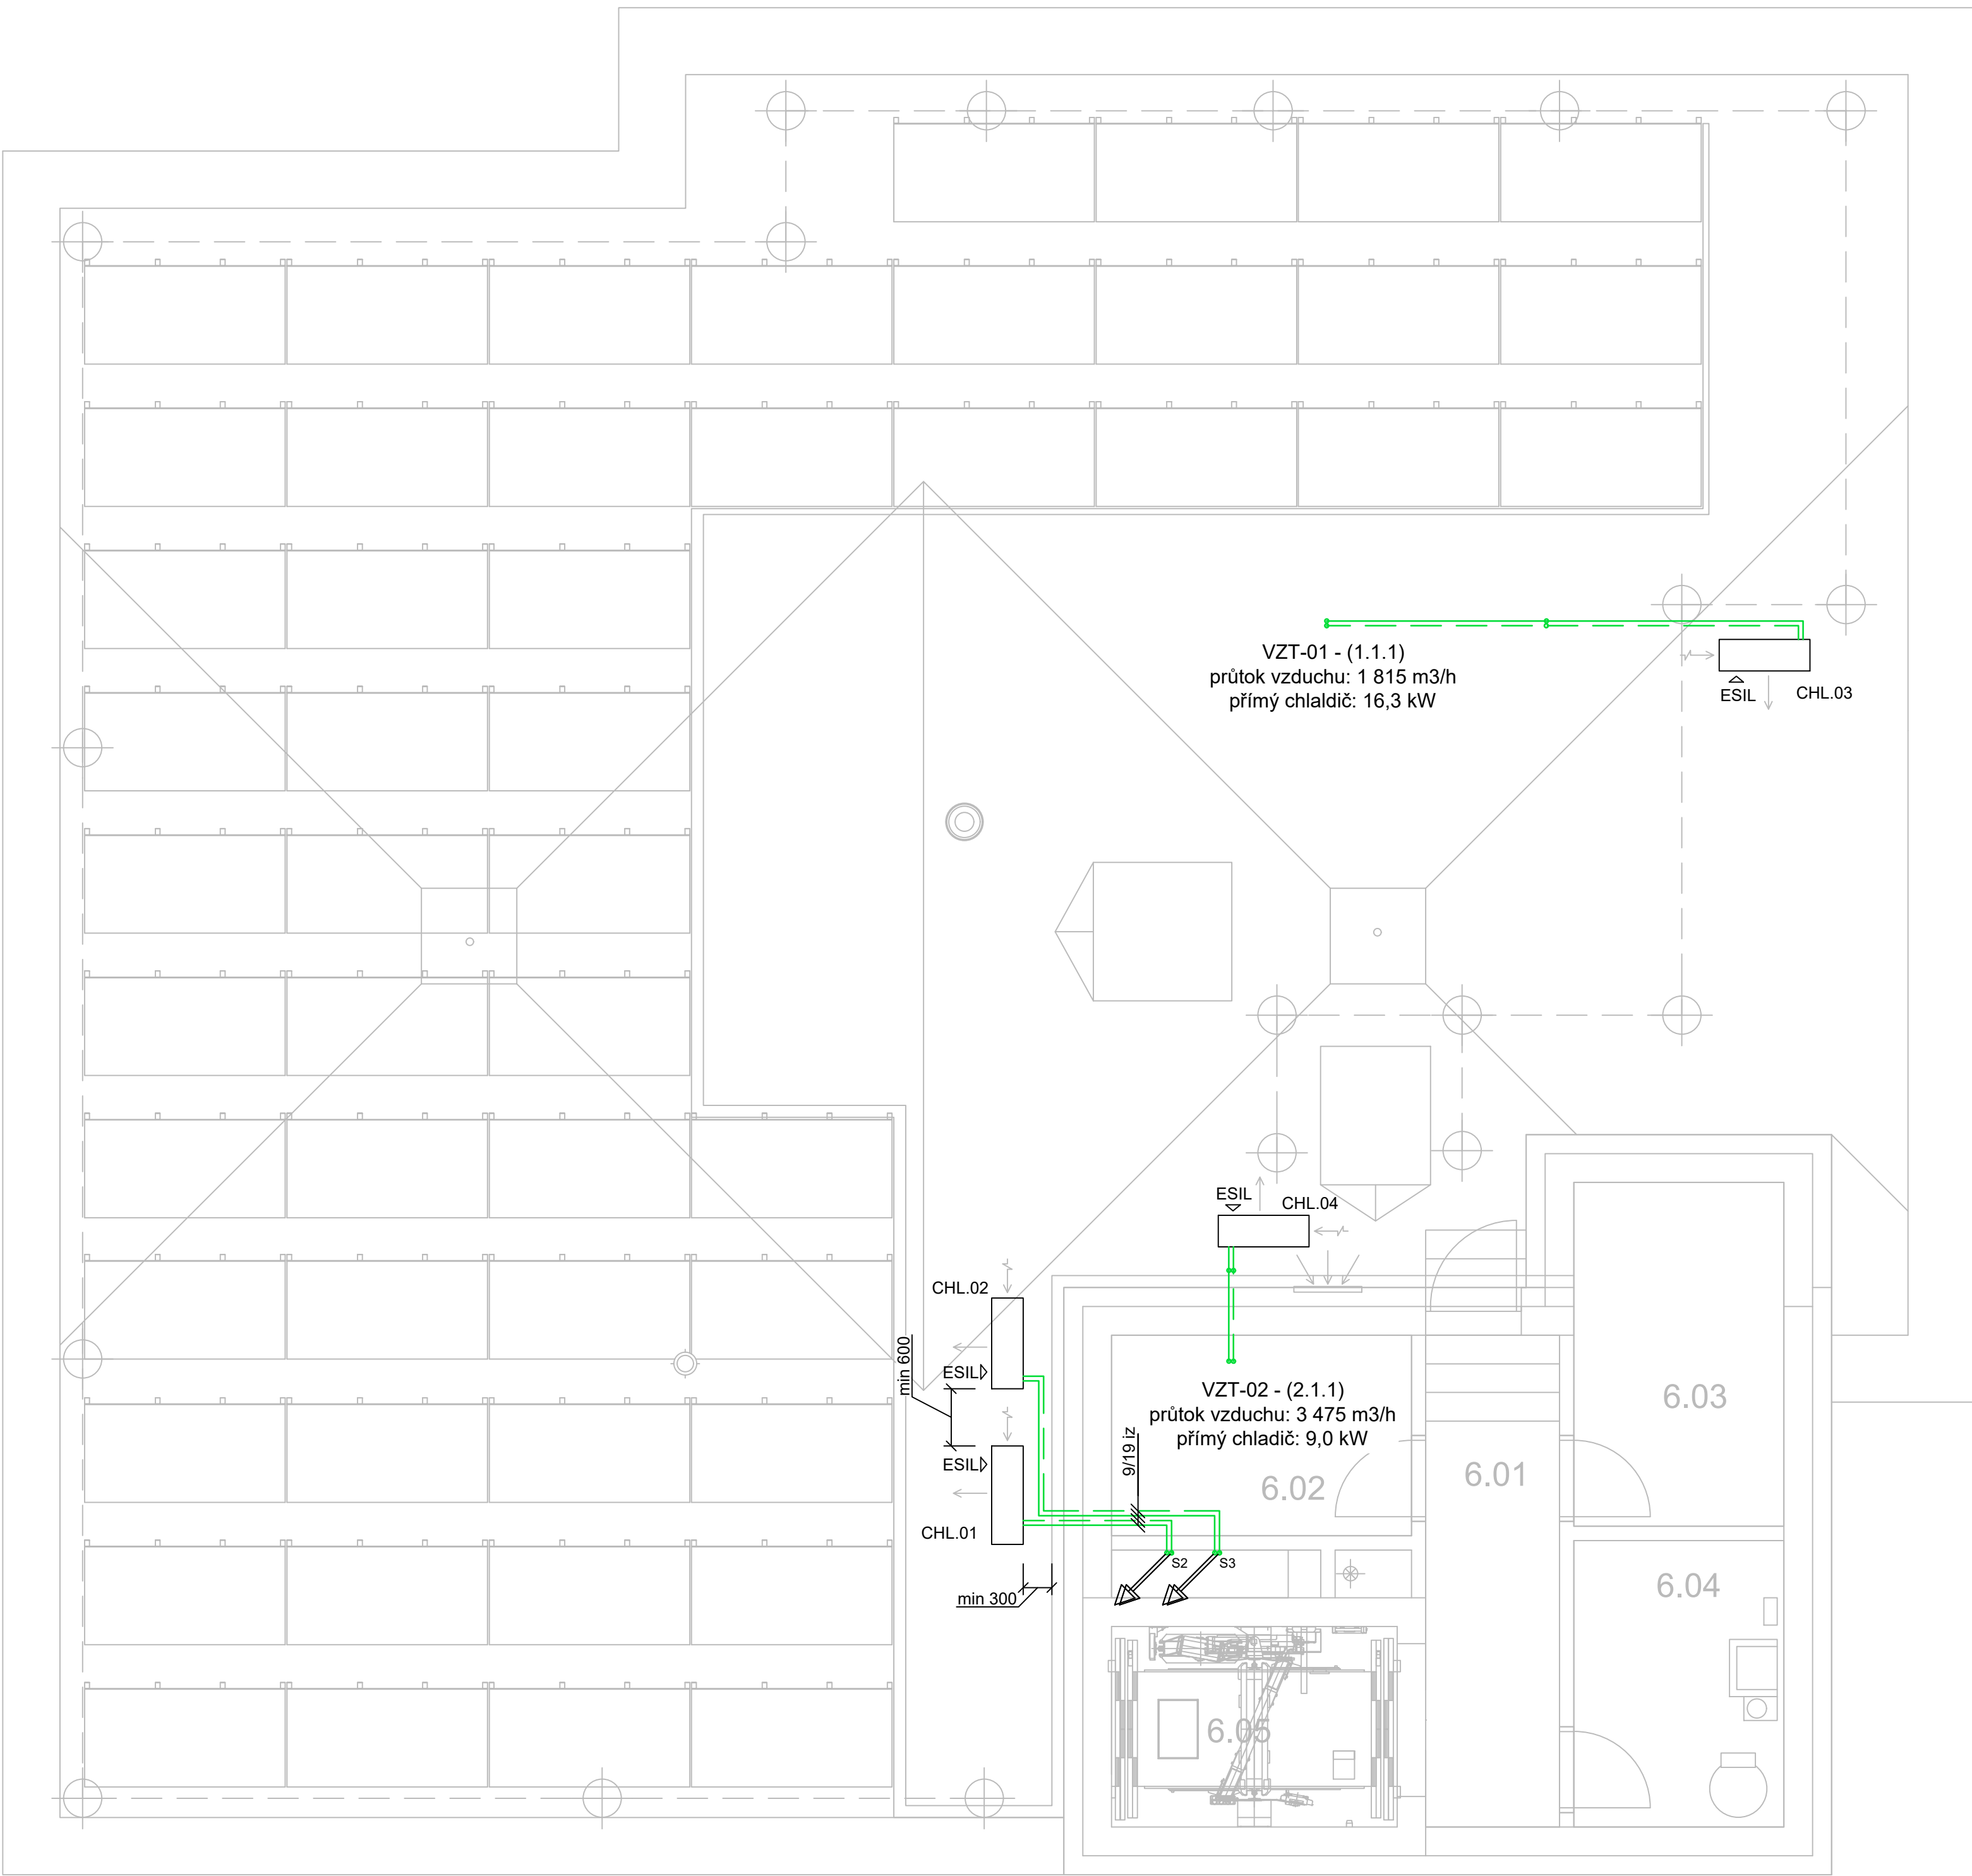 VZT-01 - (1.1.1)
průtok vzduchu: 1 815 m3/h
přímý chlaldič: 16,3 kW
ESIL
CHL.03
ESIL
CHL.04
CHL.02
ESIL
min 600
ESIL
CHL.01
min 300
VZT-02 - (2.1.1)
průtok vzduchu: 3 475 m3/h
přímý chladič: 9,0 kW
9/19 iz
S2
S3
6.02
6.01
6.03
6.04
6.05